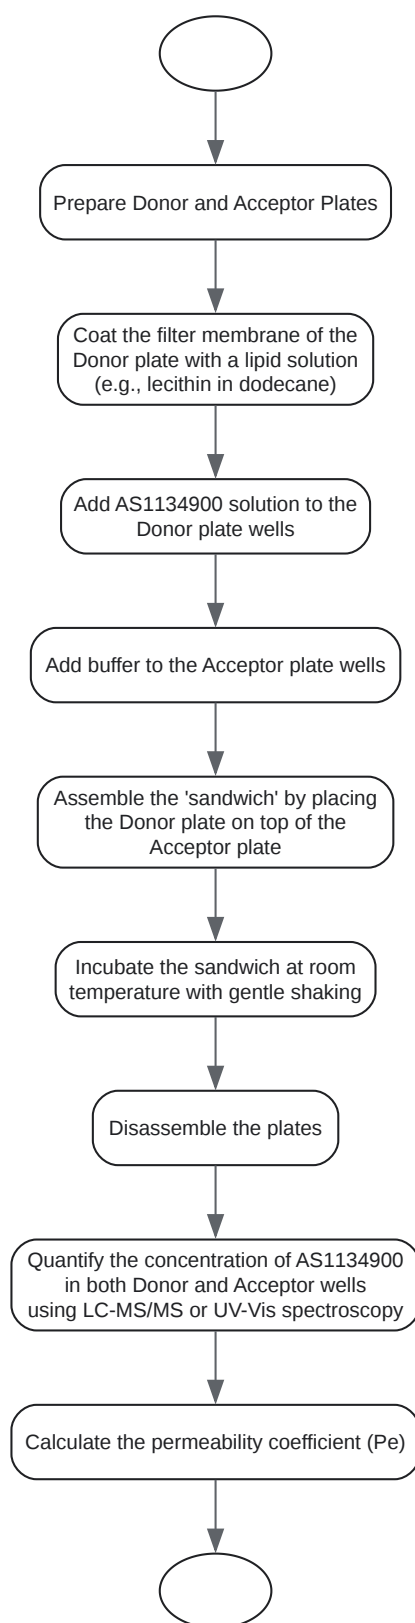 Prepare Donor and Acceptor Plates
Coat the filter membrane of the
Donor plate with a lipid solution
(e.g., lecithin in dodecane)
Add AS1134900 solution to the
Donor plate wells
Add buffer to the Acceptor plate wells
Assemble the 'sandwich' by placing
the Donor plate on top of the
Acceptor plate
Incubate the sandwich at room
temperature with gentle shaking
Disassemble the plates
Quantify the concentration of AS1134900
in both Donor and Acceptor wells
using LC-MS/MS or UV-Vis spectroscopy
Calculate the permeability coefficient (Pe)